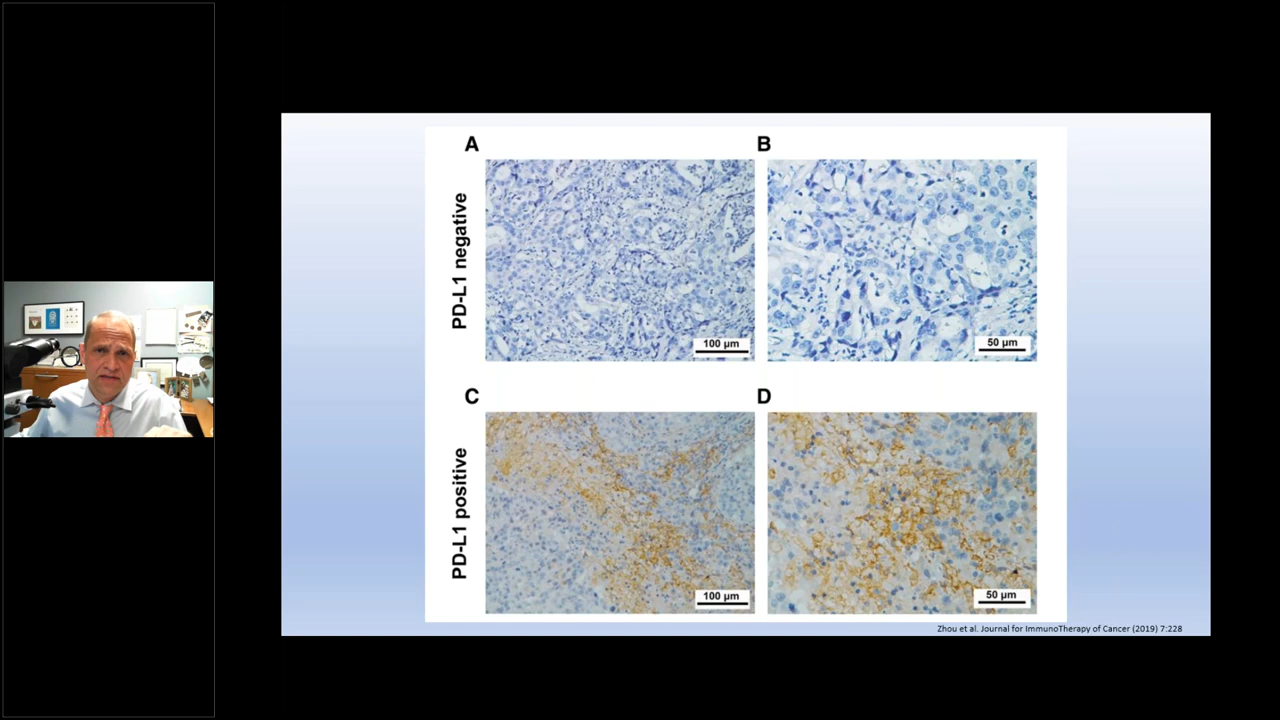 A
B
PD-L1 negative
100 µm
50 µm
C
D
PD-L1 positive
100 µm
50 µm
Zhou et al. Journal for ImmunoTherapy of Cancer (2019) 7:228